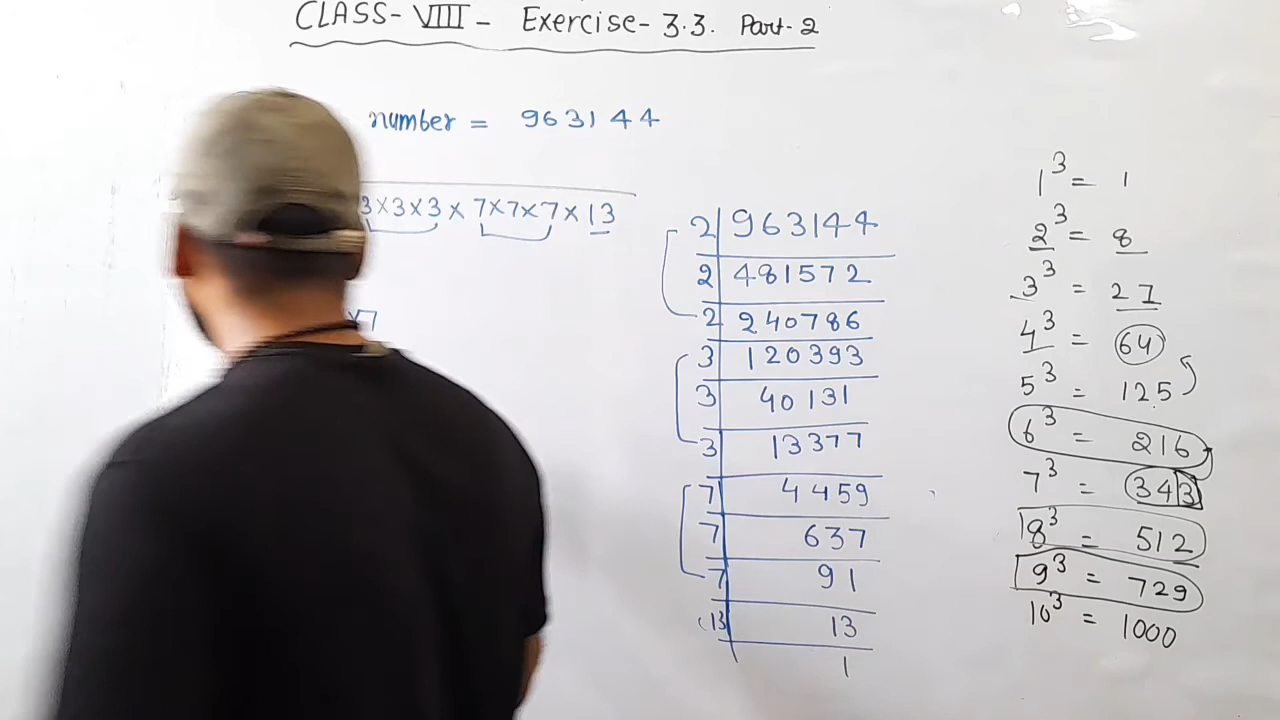 CLASS- VIII - Exercise- 3.3. Part-2
number = 963144
3×3×3 × 7×7×7 × 13
×7
2 963144
2 481572
2 240786
3 120393
3 40131
3 13377
7 4459
7 637
7 91
13 13
1
1³ = 1
2³ = 8
3³ = 27
4³ = 64
5³ = 125
6³ = 216
7³ = 343
8³ = 512
9³ = 729
10³ = 1000